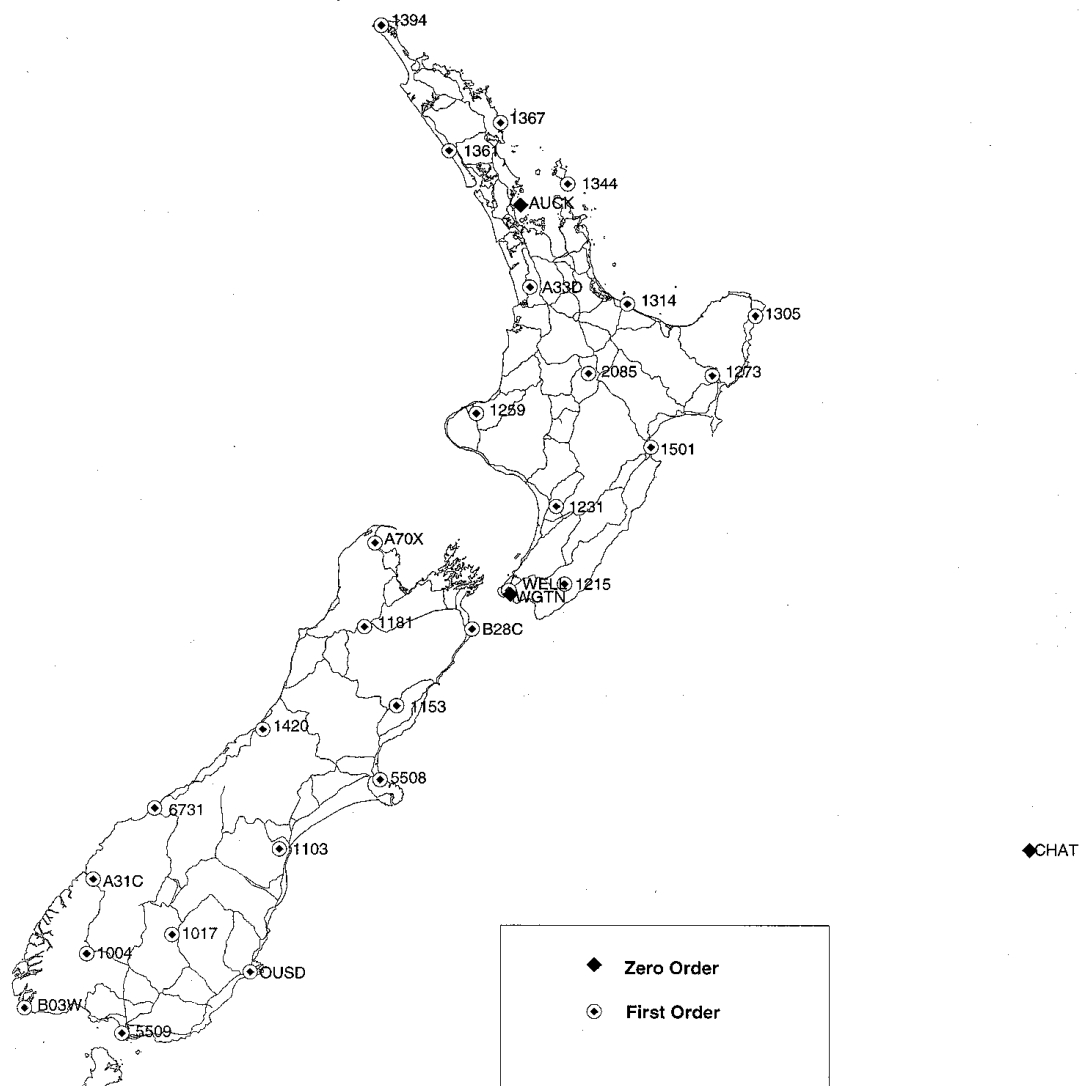 1394
1367
1361
1344
AUCK
A33D
1314
1305
2085
1273
1259
1501
1231
A70X
WELL
1215
WGTN
1181
B28C
1153
1420
5508
6731
1103
CHAT
A31C
1017
1004
OUSD
B03W
5509
Zero Order
First Order